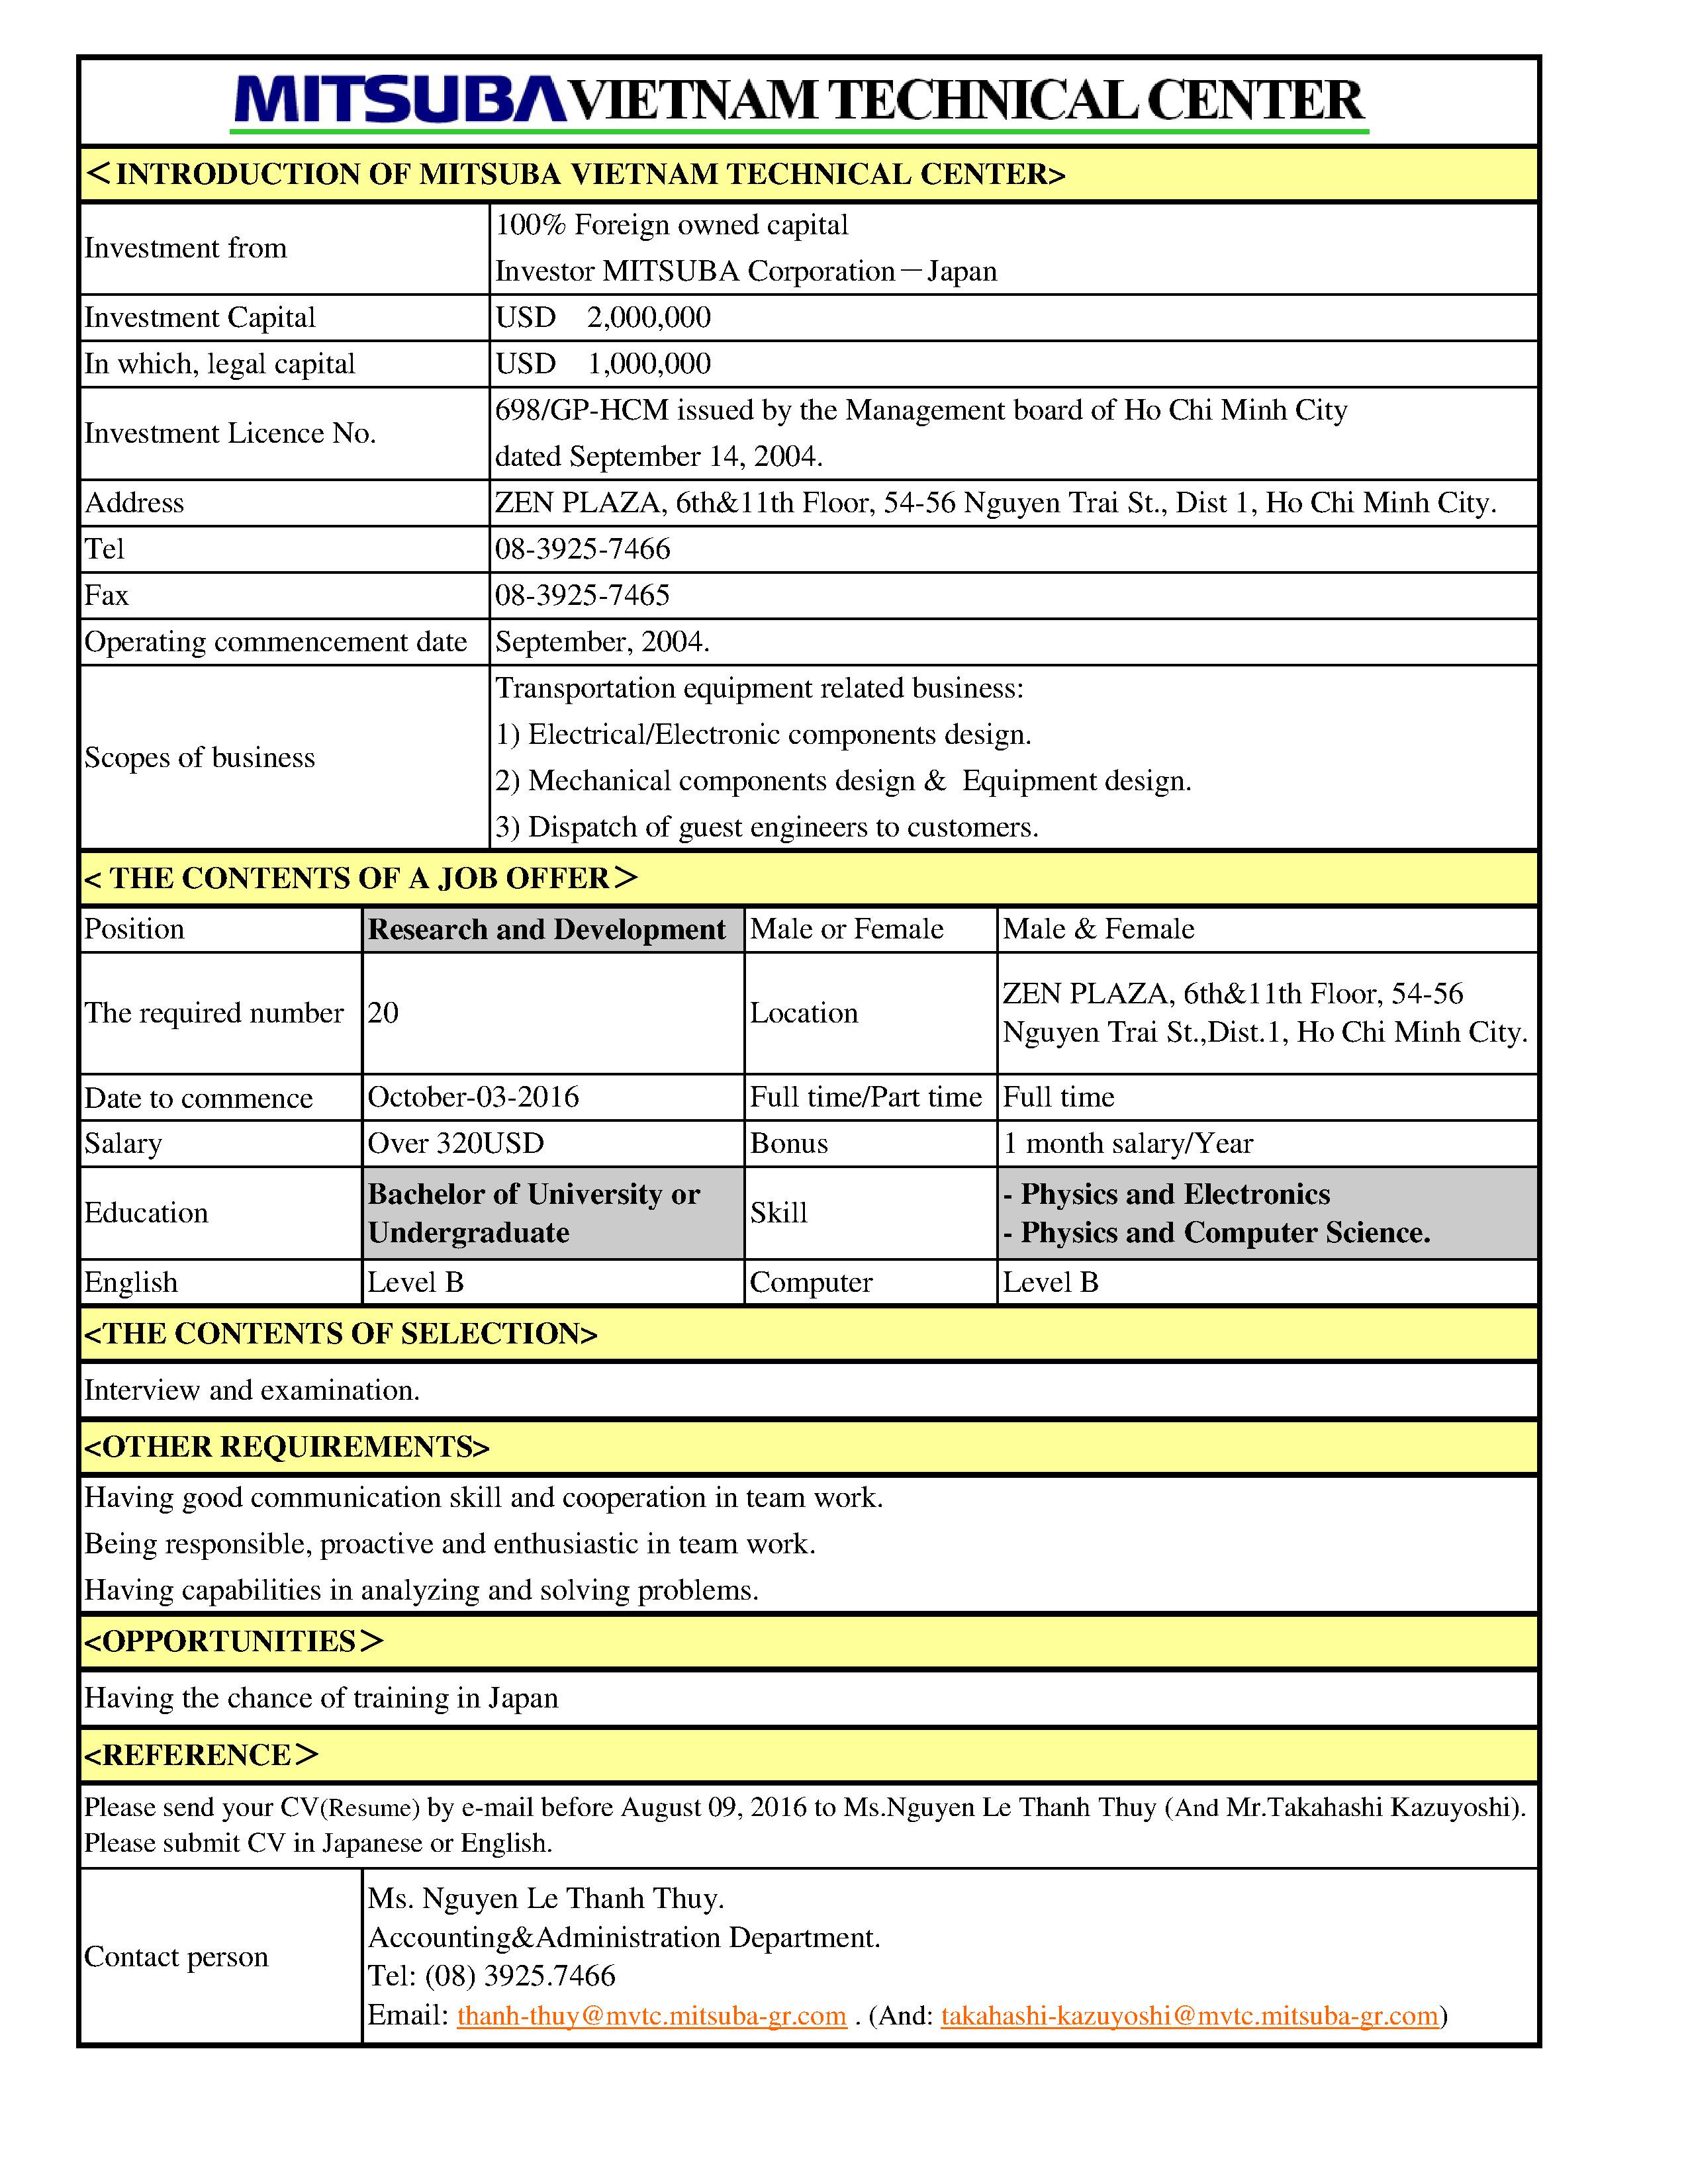 MITSUBA VIETNAM TECHNICAL CENTER
＜INTRODUCTION OF MITSUBA VIETNAM TECHNICAL CENTER>
Investment from
100% Foreign owned capital
Investor MITSUBA Corporation－Japan
Investment Capital
USD 2,000,000
In which, legal capital
USD 1,000,000
Investment Licence No.
698/GP-HCM issued by the Management board of Ho Chi Minh City
dated September 14, 2004.
Address
ZEN PLAZA, 6th&11th Floor, 54-56 Nguyen Trai St., Dist 1, Ho Chi Minh City.
Tel
08-3925-7466
Fax
08-3925-7465
Operating commencement date
September, 2004.
Scopes of business
Transportation equipment related business:
1) Electrical/Electronic components design.
2) Mechanical components design & Equipment design.
3) Dispatch of guest engineers to customers.
< THE CONTENTS OF A JOB OFFER＞
Position
Research and Development
Male or Female
Male & Female
The required number
20
Location
ZEN PLAZA, 6th&11th Floor, 54-56
Nguyen Trai St.,Dist.1, Ho Chi Minh City.
Date to commence
October-03-2016
Full time/Part time
Full time
Salary
Over 320USD
Bonus
1 month salary/Year
Education
Bachelor of University or
Undergraduate
Skill
- Physics and Electronics
- Physics and Computer Science.
English
Level B
Computer
Level B
<THE CONTENTS OF SELECTION>
Interview and examination.
<OTHER REQUIREMENTS>
Having good communication skill and cooperation in team work.
Being responsible, proactive and enthusiastic in team work.
Having capabilities in analyzing and solving problems.
<OPPORTUNITIES＞
Having the chance of training in Japan
<REFERENCE＞
Please send your CV(Resume) by e-mail before August 09, 2016 to Ms.Nguyen Le Thanh Thuy (And Mr.Takahashi Kazuyoshi).
Please submit CV in Japanese or English.
Contact person
Ms. Nguyen Le Thanh Thuy.
Accounting&Administration Department.
Tel: (08) 3925.7466
Email: thanh-thuy@mvtc.mitsuba-gr.com . (And: takahashi-kazuyoshi@mvtc.mitsuba-gr.com)